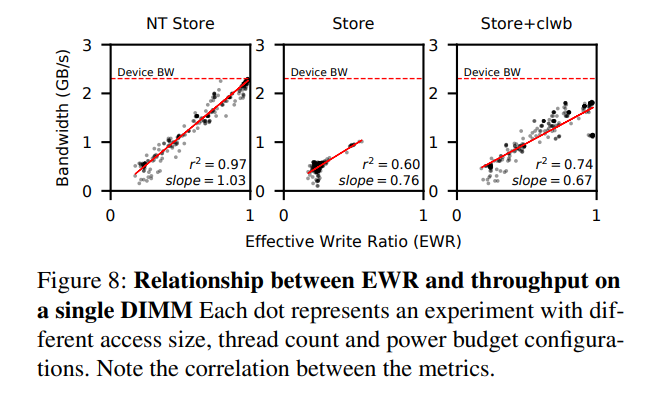 NT Store
Store
Store+clwb
Bandwidth (GB/s)
3
2
1
0
Device BW
r² = 0.97
slope = 1.03
0
1
3
2
1
0
Device BW
r² = 0.60
slope = 0.76
0
1
3
2
1
0
Device BW
r² = 0.74
slope = 0.67
0
1
Effective Write Ratio (EWR)
Figure 8: Relationship between EWR and throughput on
a single DIMM Each dot represents an experiment with dif-
ferent access size, thread count and power budget configura-
tions. Note the correlation between the metrics.